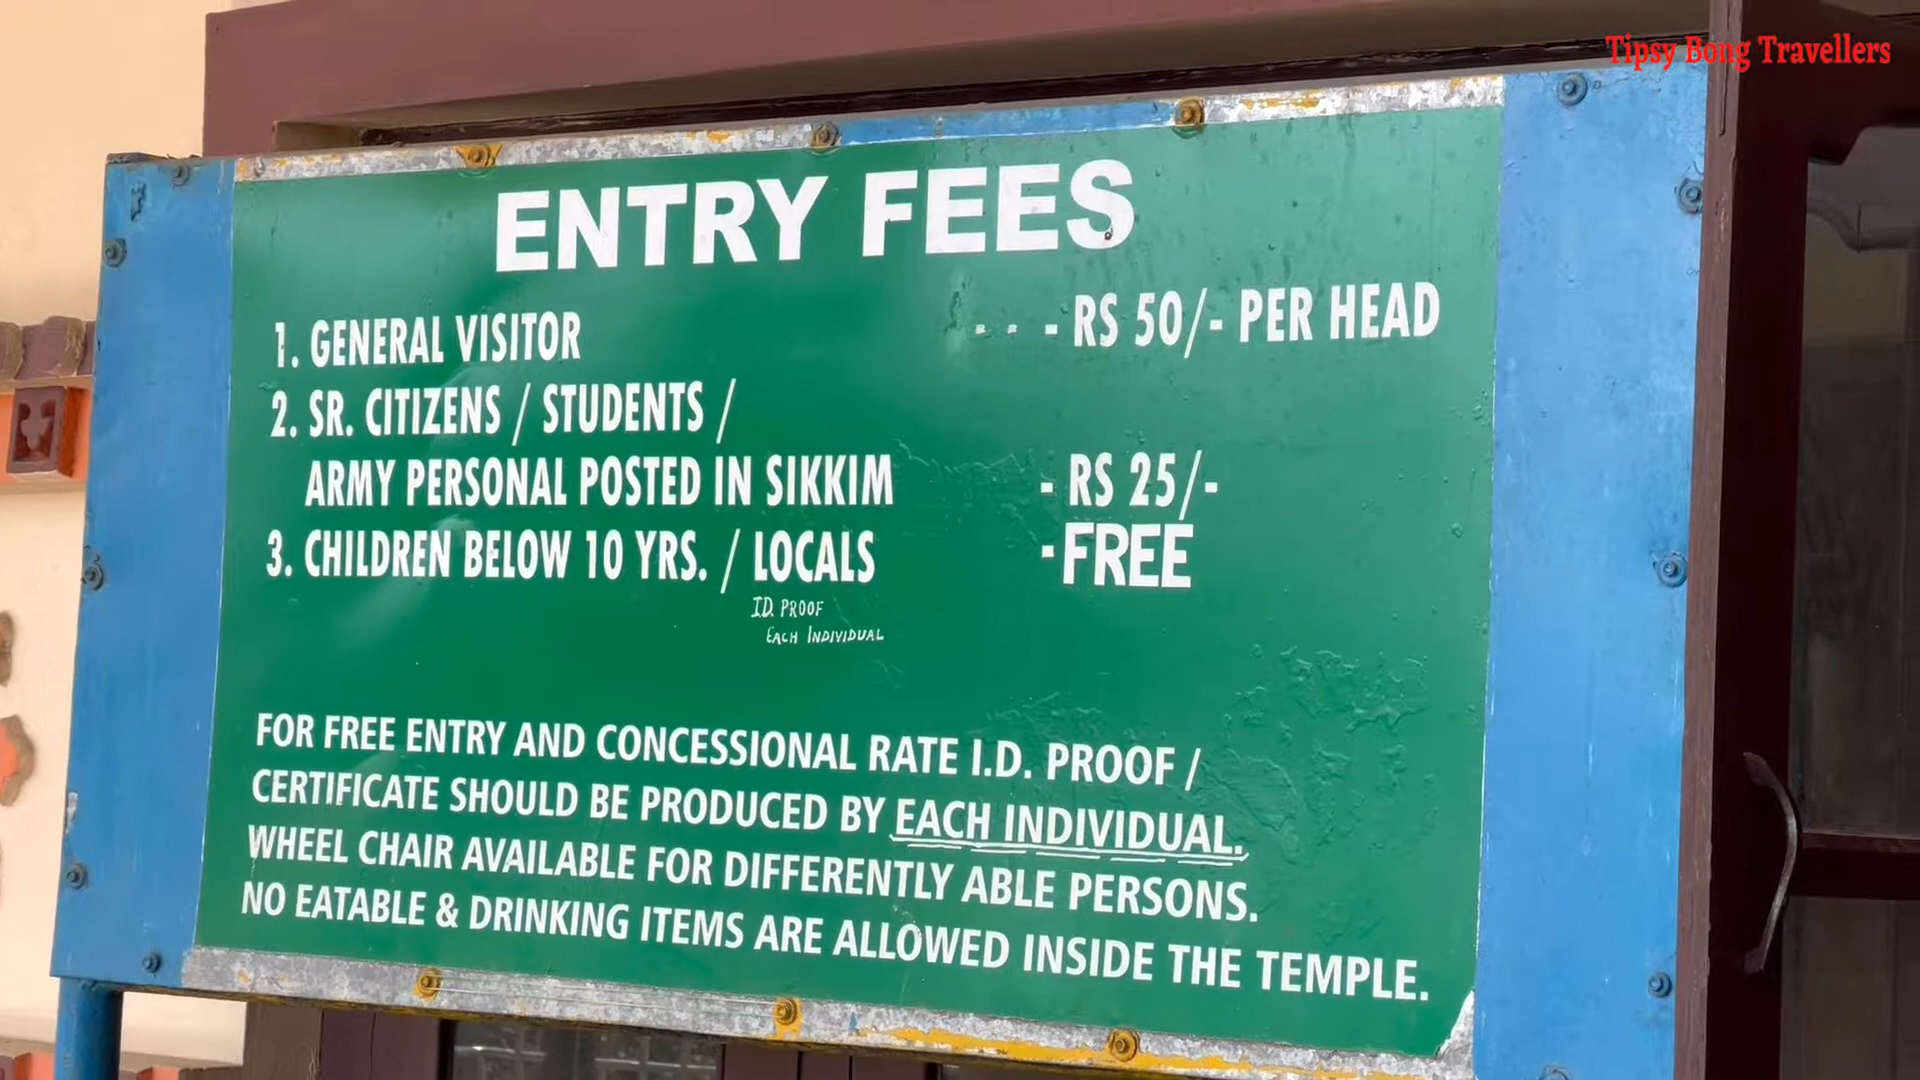 Tipsy Bong Travellers
ENTRY FEES
1. GENERAL VISITOR - - - RS 50/- PER HEAD
2. SR. CITIZENS / STUDENTS /
ARMY PERSONAL POSTED IN SIKKIM - RS 25/-
3. CHILDREN BELOW 10 YRS. / LOCALS - FREE
I.D. PROOF
EACH INDIVIDUAL
FOR FREE ENTRY AND CONCESSIONAL RATE I.D. PROOF /
CERTIFICATE SHOULD BE PRODUCED BY EACH INDIVIDUAL.
WHEEL CHAIR AVAILABLE FOR DIFFERENTLY ABLE PERSONS.
NO EATABLE & DRINKING ITEMS ARE ALLOWED INSIDE THE TEMPLE.